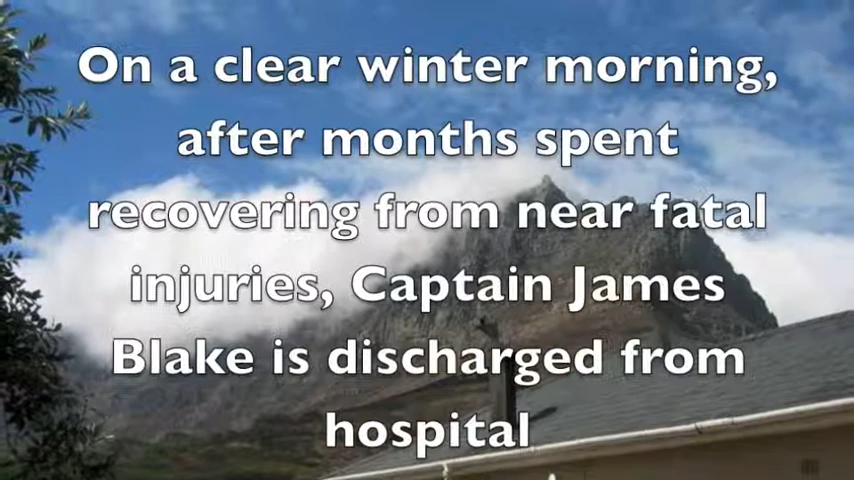 On a clear winter morning,
after months spent
recovering from near fatal
injuries, Captain James
Blake is discharged from
hospital